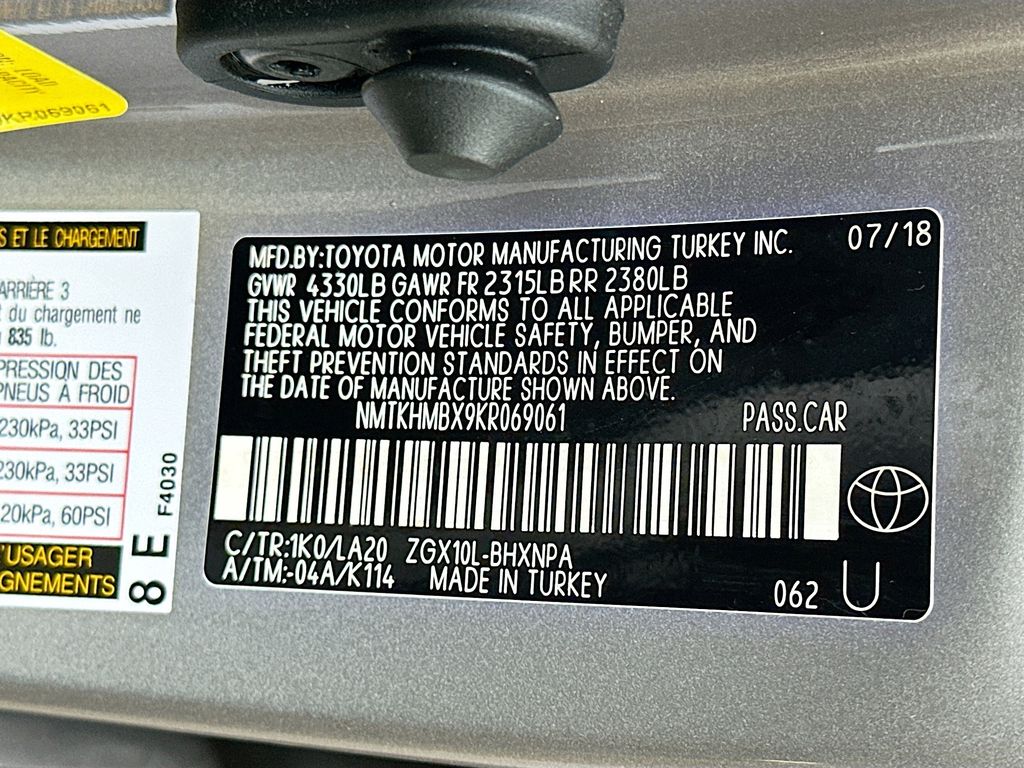 LOAD
KR069061
S ET LE CHARGEMENT
ARRIÈRE 3
du chargement ne
835 lb.
PRESSION DES
PNEUS À FROID
230kPa, 33PSI
230kPa, 33PSI
20kPa, 60PSI
L'USAGER
GNEMENTS
8 E
F4030
MFD.BY:TOYOTA MOTOR MANUFACTURING TURKEY INC. 07/18
GVWR 4330LB GAWR FR 2315LB RR 2380LB
THIS VEHICLE CONFORMS TO ALL APPLICABLE
FEDERAL MOTOR VEHICLE SAFETY, BUMPER, AND
THEFT PREVENTION STANDARDS IN EFFECT ON
THE DATE OF MANUFACTURE SHOWN ABOVE.
NMTKHMBX9KR069061 PASS.CAR
C/TR:1K0/LA20 ZGX10L-BHXNPA
A/TM:-04A/K114 MADE IN TURKEY
062 U